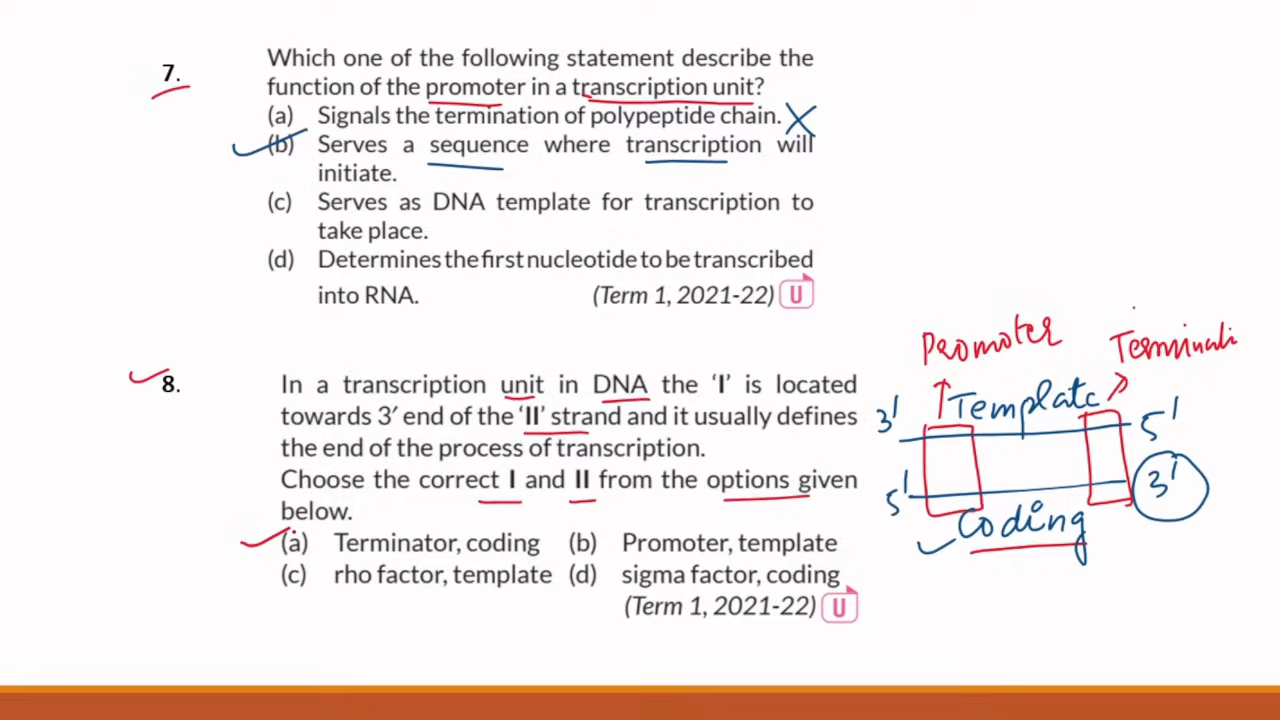 7.
Which one of the following statement describe the
function of the promoter in a transcription unit?
(a) Signals the termination of polypeptide chain.
(b) Serves a sequence where transcription will
initiate.
(c) Serves as DNA template for transcription to
take place.
(d) Determines the first nucleotide to be transcribed
into RNA. (Term 1, 2021-22) U
8.
In a transcription unit in DNA the ‘I’ is located
towards 3′ end of the ‘II’ strand and it usually defines
the end of the process of transcription.
Choose the correct I and II from the options given
below.
(a) Terminator, coding (b) Promoter, template
(c) rho factor, template (d) sigma factor, coding
(Term 1, 2021-22) U
Promoter Terminati
Template
3' 5'
5' 3'
Coding